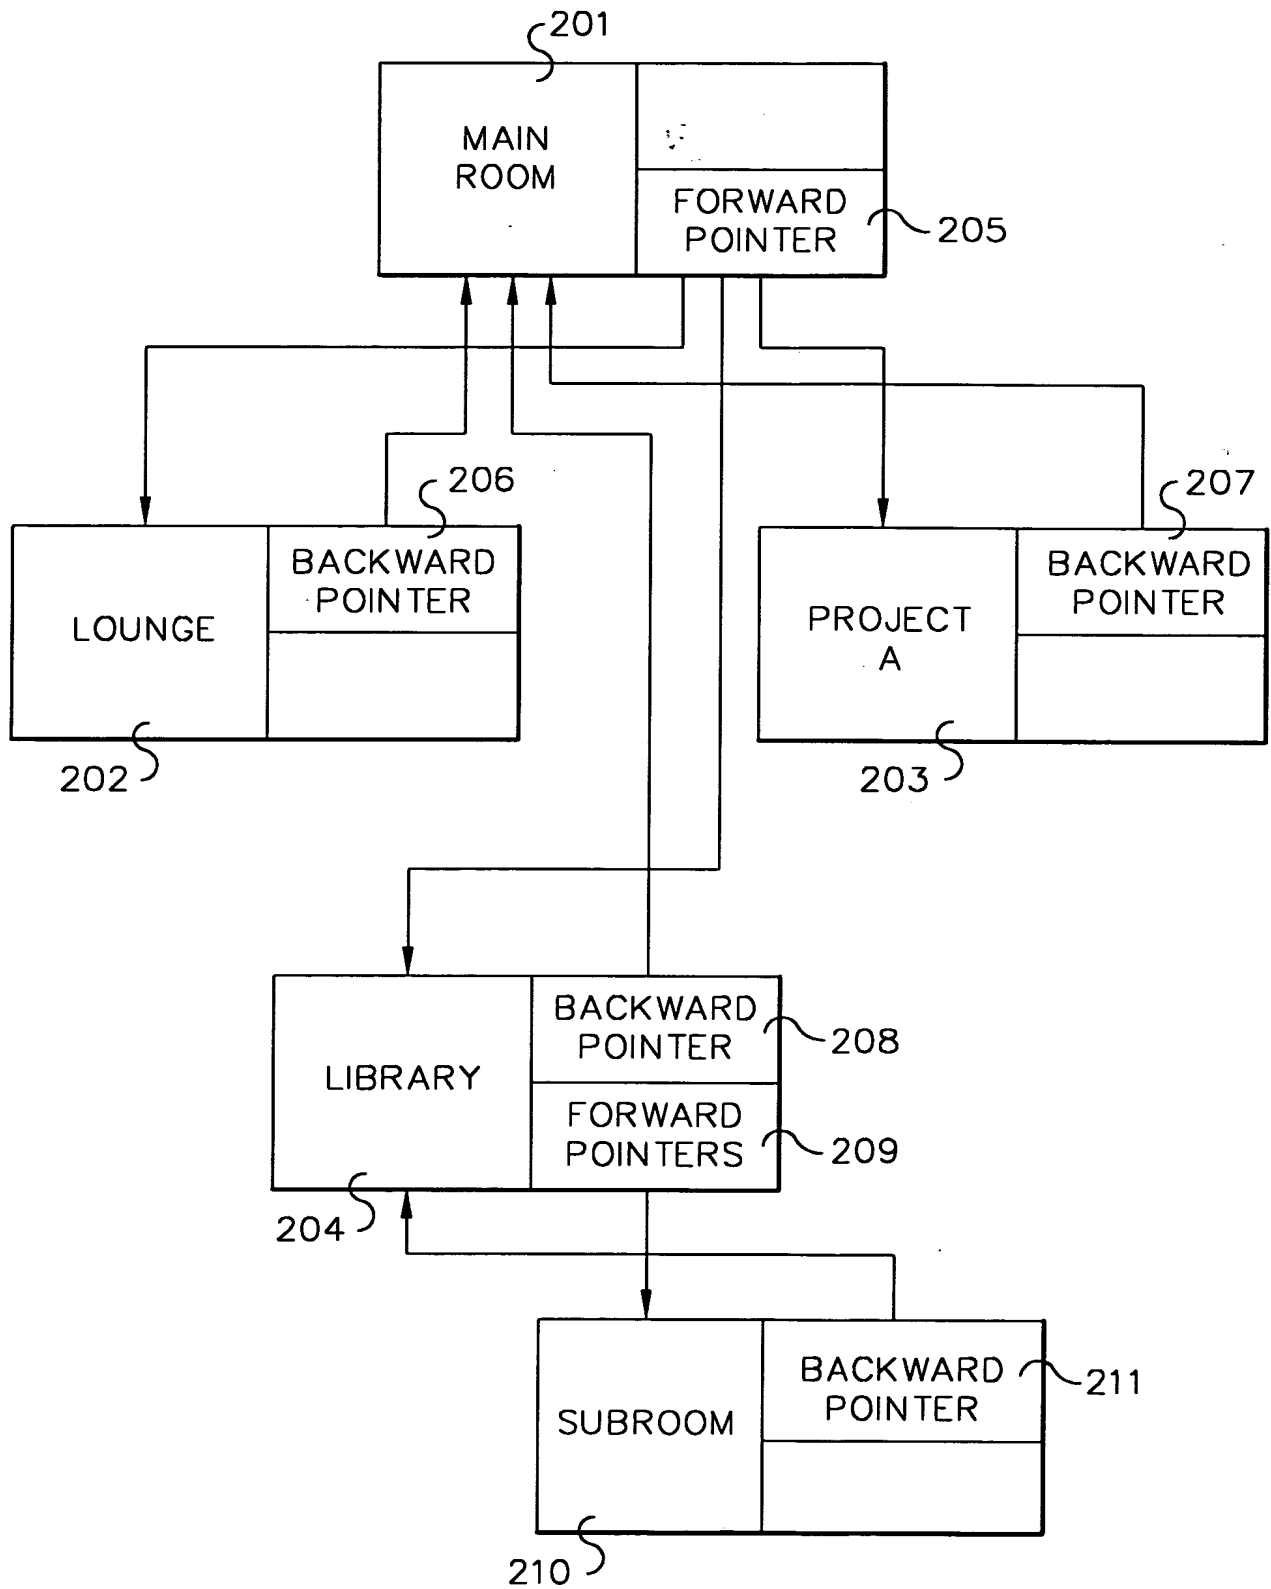 201
MAIN
ROOM
FORWARD
POINTER
205
206
207
LOUNGE
BACKWARD
POINTER
PROJECT
A
BACKWARD
POINTER
202
203
LIBRARY
BACKWARD
POINTER
208
FORWARD
POINTERS
209
204
SUBROOM
BACKWARD
POINTER
211
210